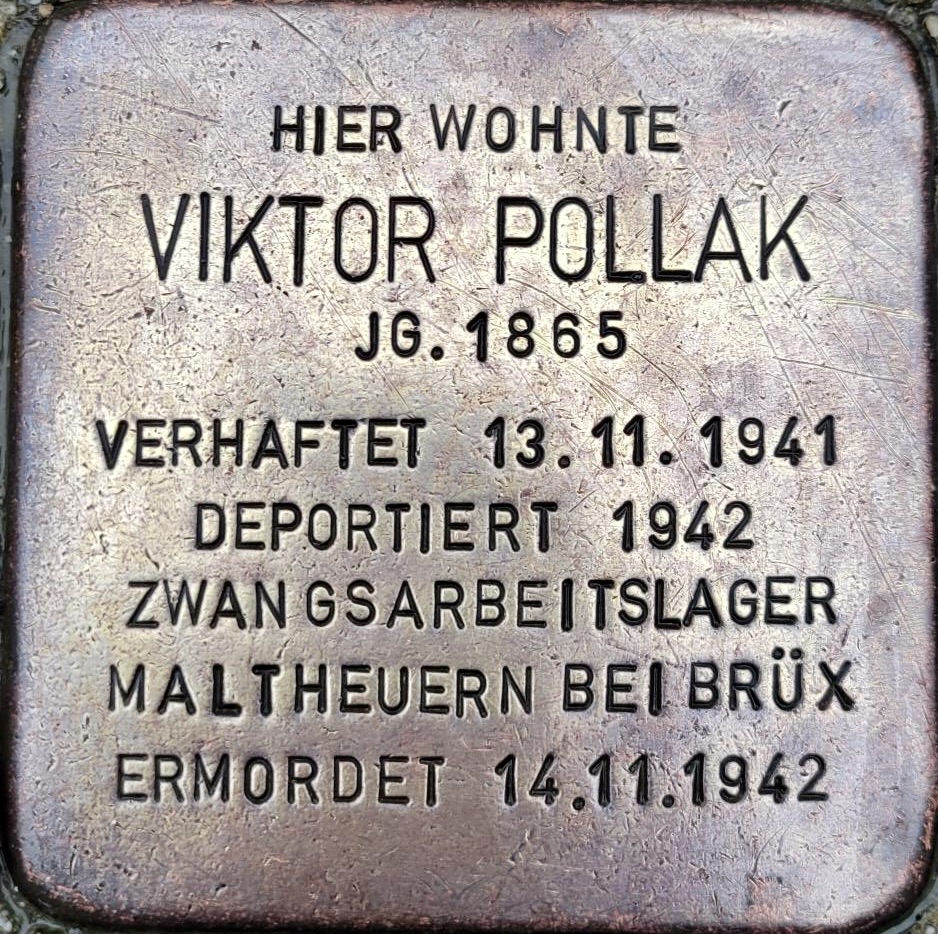 HIER WOHNTE
VIKTOR POLLAK
JG. 1865
VERHAFTET 13.11.1941
DEPORTIERT 1942
ZWANGSARBEITSLAGER
MALTHEUERN BEI BRÜX
ERMORDET 14.11.1942